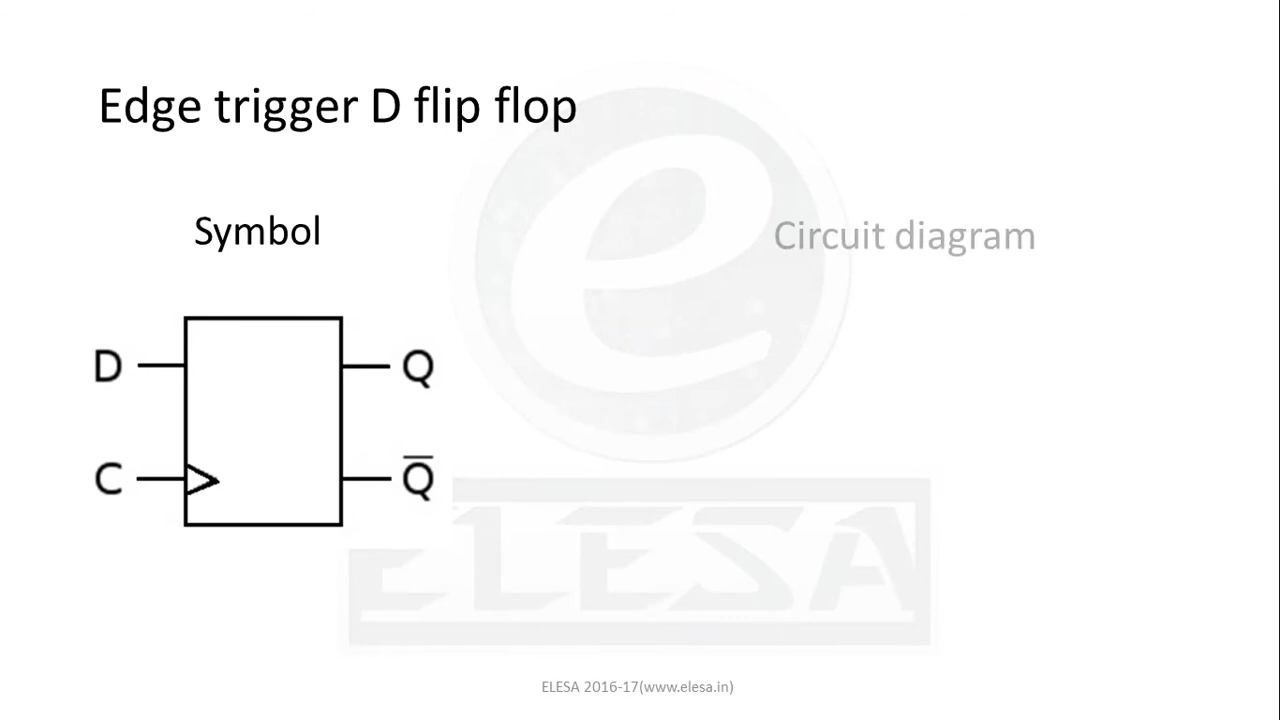 Edge trigger D flip flop
Symbol
Circuit diagram
D
Q
C
Q̅
ELESA
ELESA 2016-17(www.elesa.in)